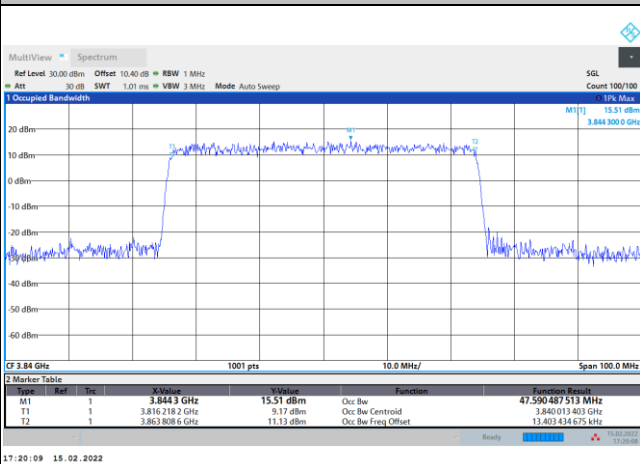 MultiView Spectrum
Ref Level 30.00 dBm Offset 10.40 dB RBW 1 MHz SGL
Att 30 dB SWT 1.01 ms VBW 3 MHz Mode Auto Sweep Count 100/100
1 Occupied Bandwidth 1Pk Max
M1[1] 15.51 dBm
3.844 300 0 GHz
20 dBm
M1
T1
T2
10 dBm
0 dBm
-10 dBm
-20 dBm
-30 dBm
-40 dBm
-50 dBm
-60 dBm
CF 3.84 GHz 1001 pts 10.0 MHz/ Span 100.0 MHz
2 Marker Table
Type Ref Trc X-Value Y-Value Function Function Result
M1 1 3.844 3 GHz 15.51 dBm Occ Bw 47.590 487 513 MHz
T1 1 3.816 218 2 GHz 9.17 dBm Occ Bw Centroid 3.840 013 403 GHz
T2 1 3.863 808 6 GHz 11.13 dBm Occ Bw Freq Offset 13.403 434 675 kHz
Ready 15.02.2022
17:20:08
17:20:09 15.02.2022